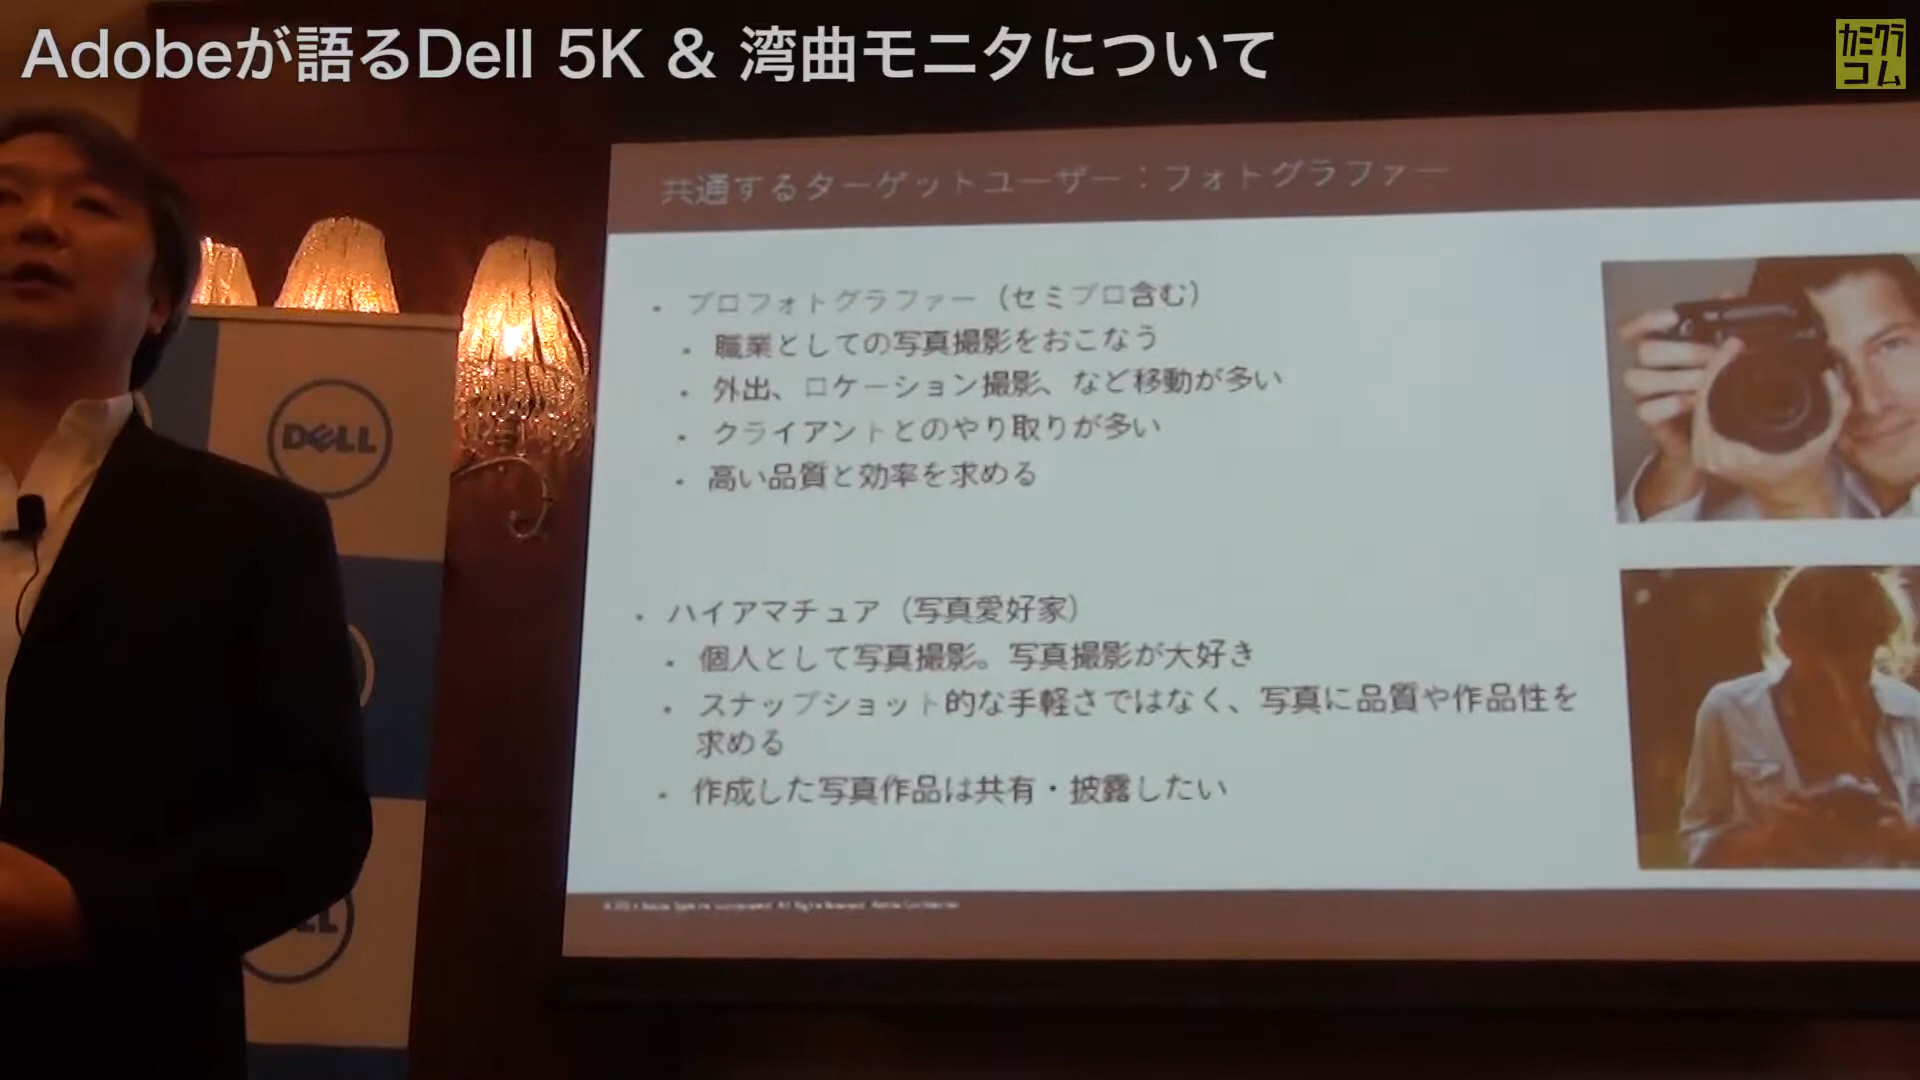 Adobeが語るDell 5K & 湾曲モニタについて
カミグラ
コム
共通するターゲットユーザー：フォトグラファー
• プロフォトグラファー（セミプロ含む）
• 職業としての写真撮影をおこなう
• 外出、ロケーション撮影、など移動が多い
• クライアントとのやり取りが多い
• 高い品質と効率を求める
• ハイアマチュア（写真愛好家）
• 個人として写真撮影。写真撮影が大好き
• スナップショット的な手軽さではなく、写真に品質や作品性を
求める
• 作成した写真作品は共有・披露したい
DELL